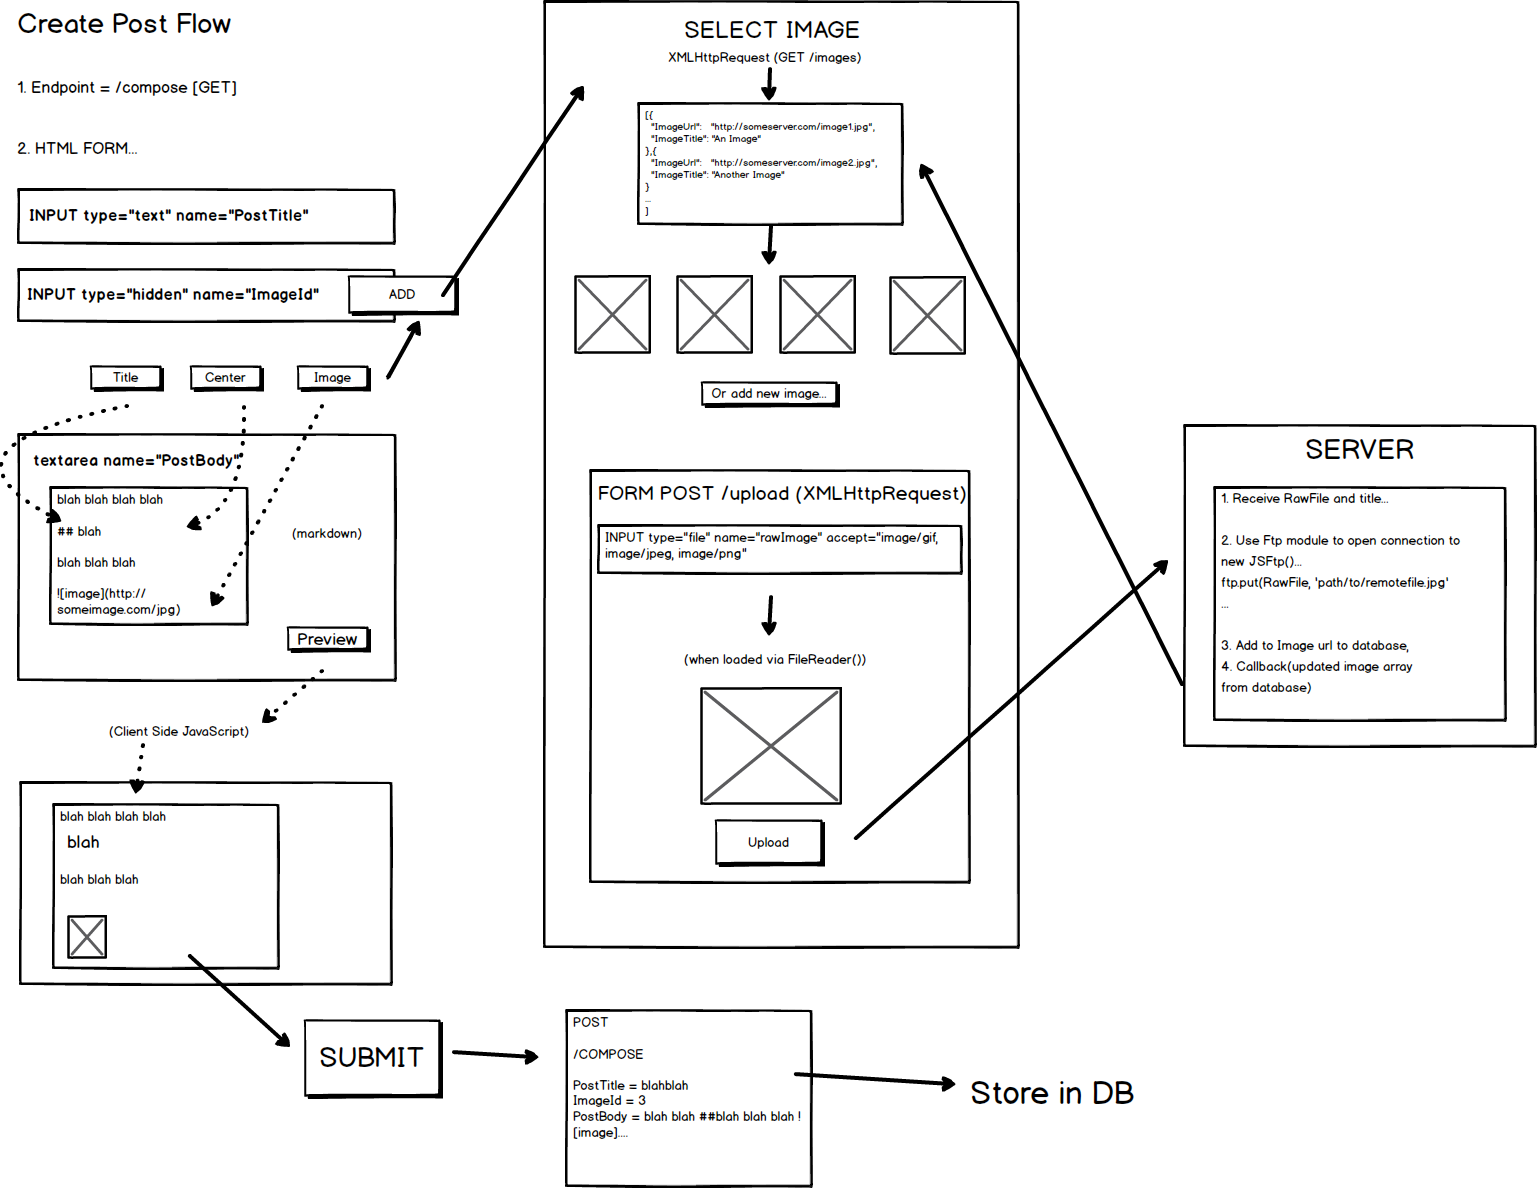 Create Post Flow
1. Endpoint = /compose [GET]
2. HTML FORM...
INPUT type="text" name="PostTitle"
INPUT type="hidden" name="ImageId"
ADD
Title
Center
Image
textarea name="PostBody"
blah blah blah blah
## blah
blah blah blah
![image](http://
someimage.com/jpg)
(markdown)
Preview
(Client Side JavaScript)
blah blah blah blah
blah
blah blah blah
SUBMIT
SELECT IMAGE
XMLHttpRequest (GET /images)
[{
"ImageUrl": "http://someserver.com/image1.jpg",
"ImageTitle": "An Image"
},{
"ImageUrl": "http://someserver.com/image2.jpg",
"ImageTitle": "Another Image"
}
...
]
Or add new image...
FORM POST /upload (XMLHttpRequest)
INPUT type="file" name="rawImage" accept="image/gif,
image/jpeg, image/png"
(when loaded via FileReader())
Upload
SERVER
1. Receive RawFile and title...
2. Use Ftp module to open connection to
new JSFtp()...
ftp.put(RawFile, 'path/to/remotefile.jpg'
...
3. Add to Image url to database,
4. Callback(updated image array
from database)
POST
/COMPOSE
PostTitle = blahblah
ImageId = 3
PostBody = blah blah ##blah blah blah !
[image]....
Store in DB